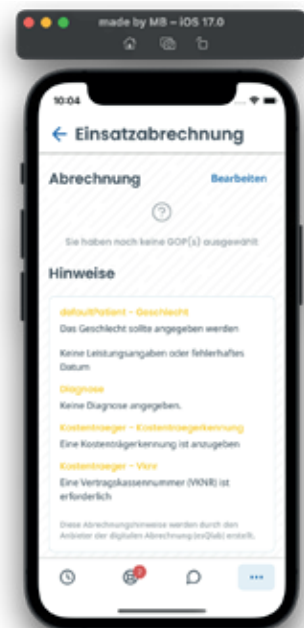 made by MB – iOS 17.0
10:04
← Einsatzabrechnung
Abrechnung Bearbeiten
Sie haben noch keine GOP(s) ausgewählt
Hinweise
defaultPatient - Geschlecht
Das Geschlecht sollte angegeben werden
Keine Leistungsangaben oder fehlerhaftes
Datum
Diagnose
Keine Diagnose angegeben.
Kostentraeger - Kostentraegerkennung
Eine Kostenträgerkennung ist anzugeben
Kostentraeger - Vknr
Eine Vertragskassennummer (VKNR) ist
erforderlich
Diese Abrechnungshinweise werden durch den
Anbieter der digitalen Abrechnung (esQlab) erstellt.